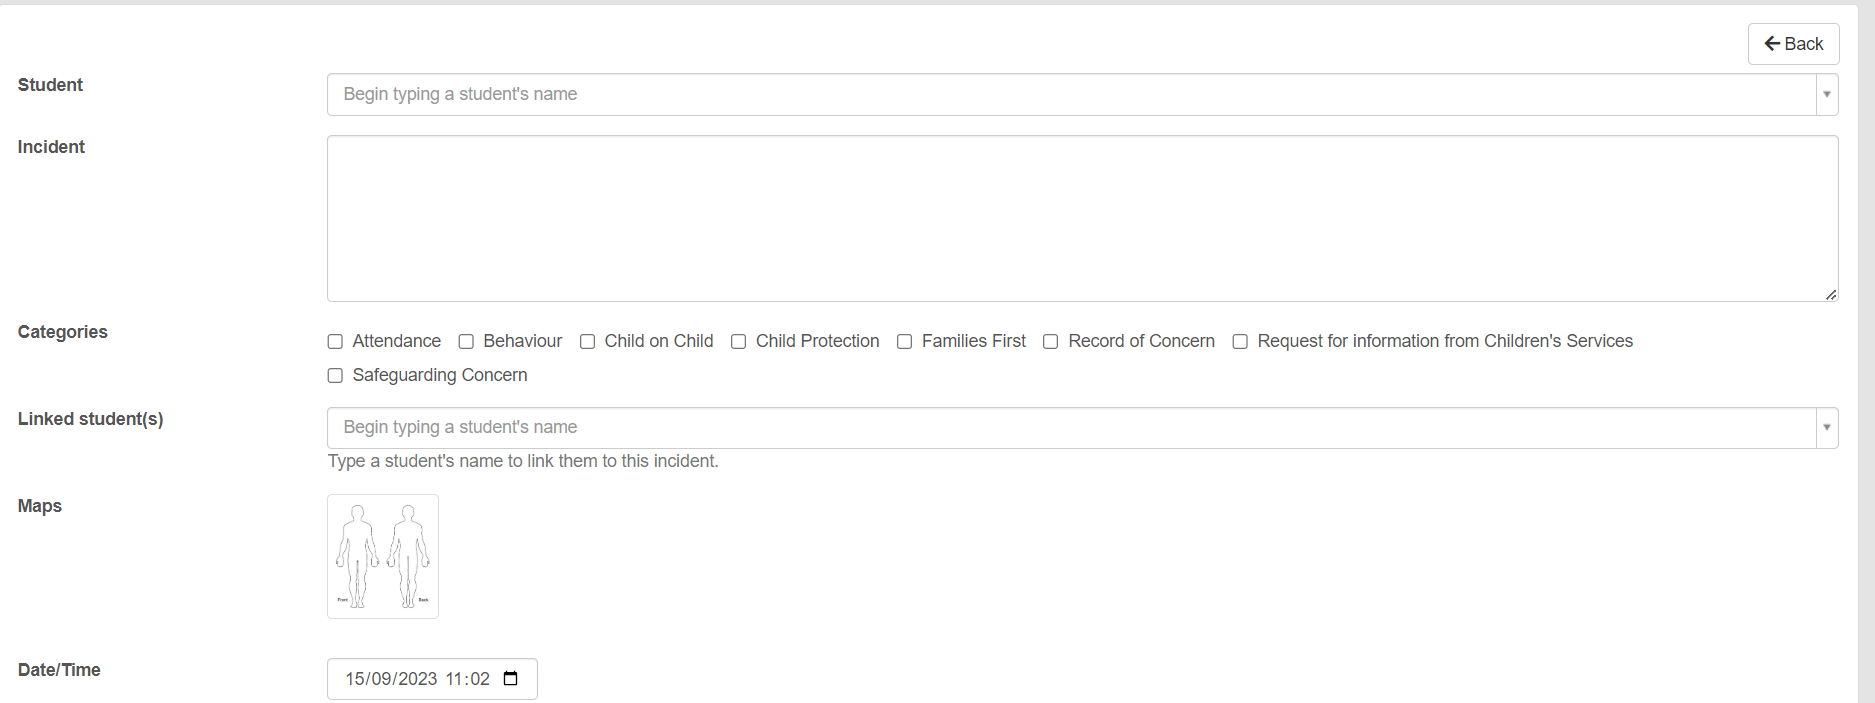 Back
Student
Begin typing a student's name
Incident
Categories
Attendance Behaviour Child on Child Child Protection Families First Record of Concern Request for information from Children's Services
Safeguarding Concern
Linked student(s)
Begin typing a student's name
Type a student's name to link them to this incident.
Maps
Front Back
Date/Time
15/09/2023 11:02